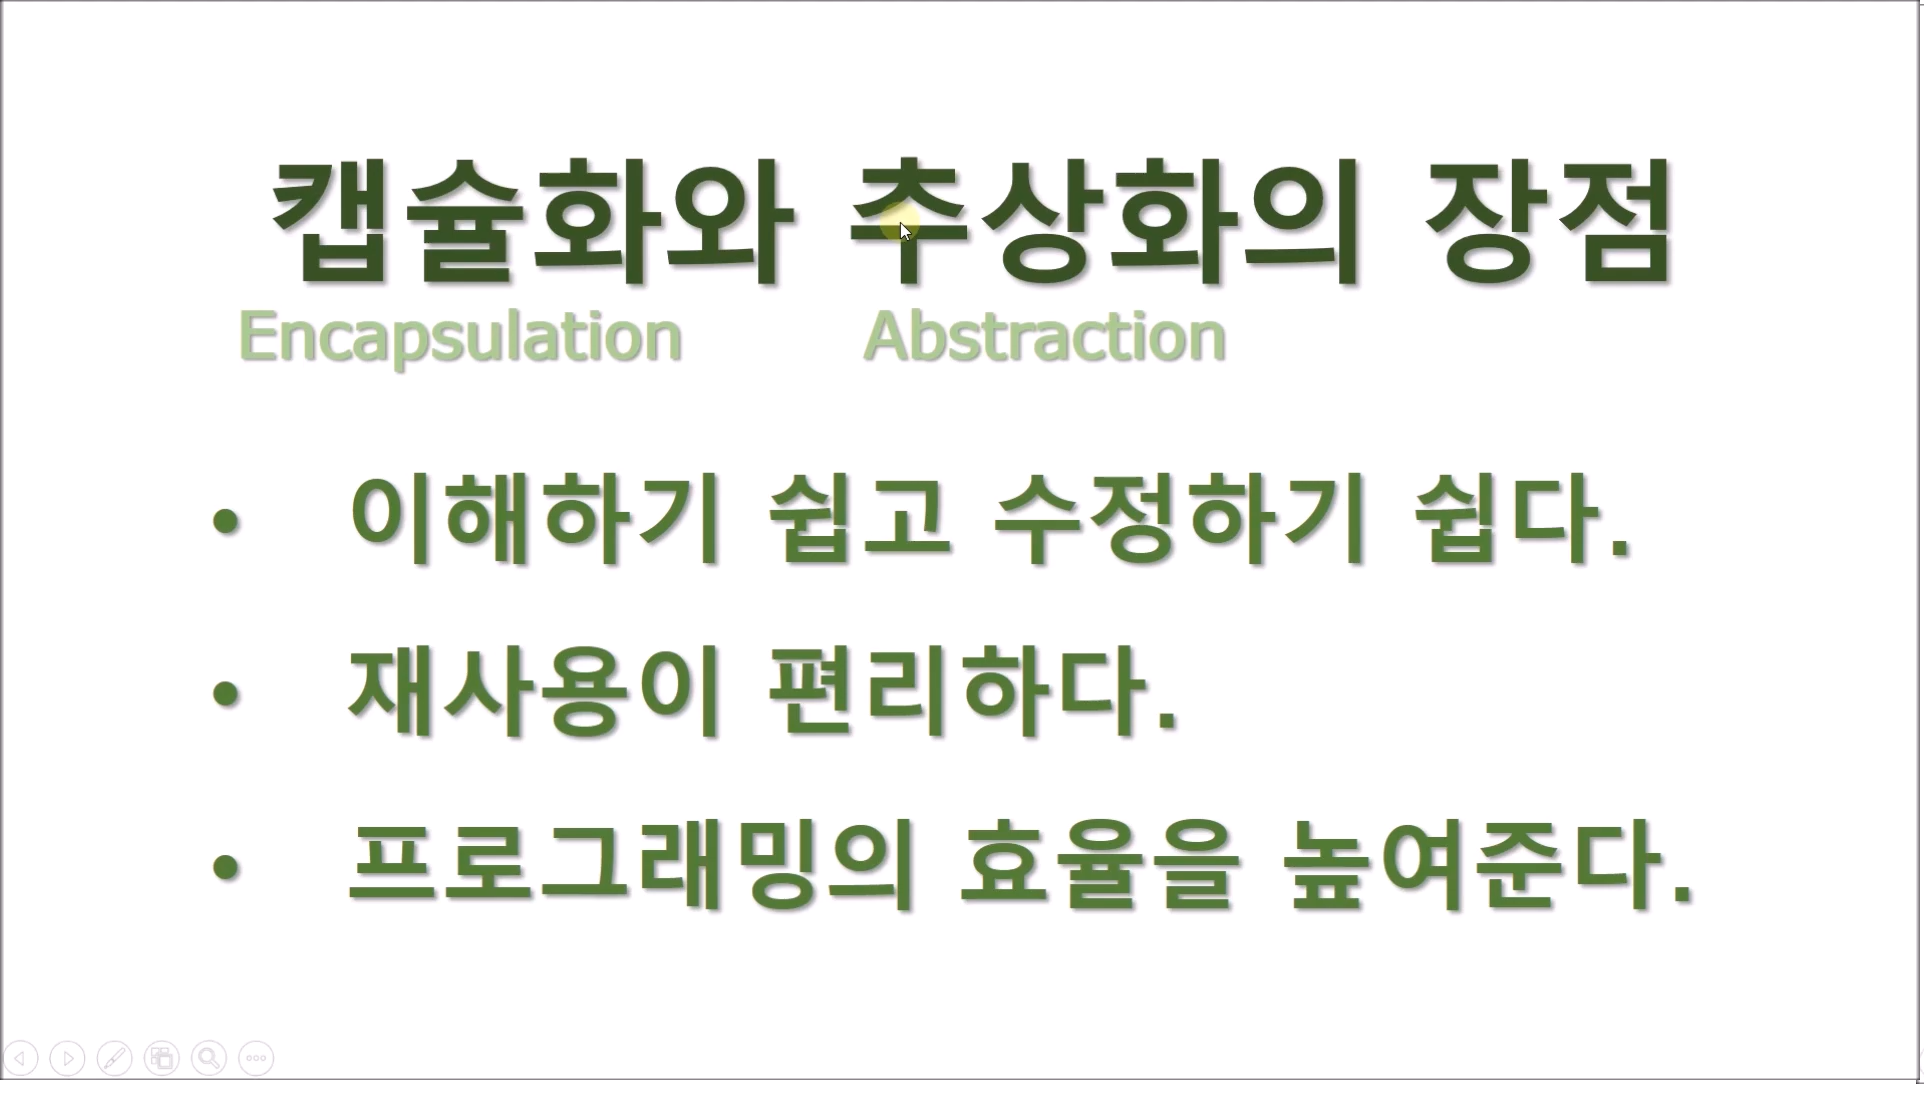 캡슐화와 추상화의 장점
Encapsulation Abstraction
• 이해하기 쉽고 수정하기 쉽다.
• 재사용이 편리하다.
• 프로그래밍의 효율을 높여준다.